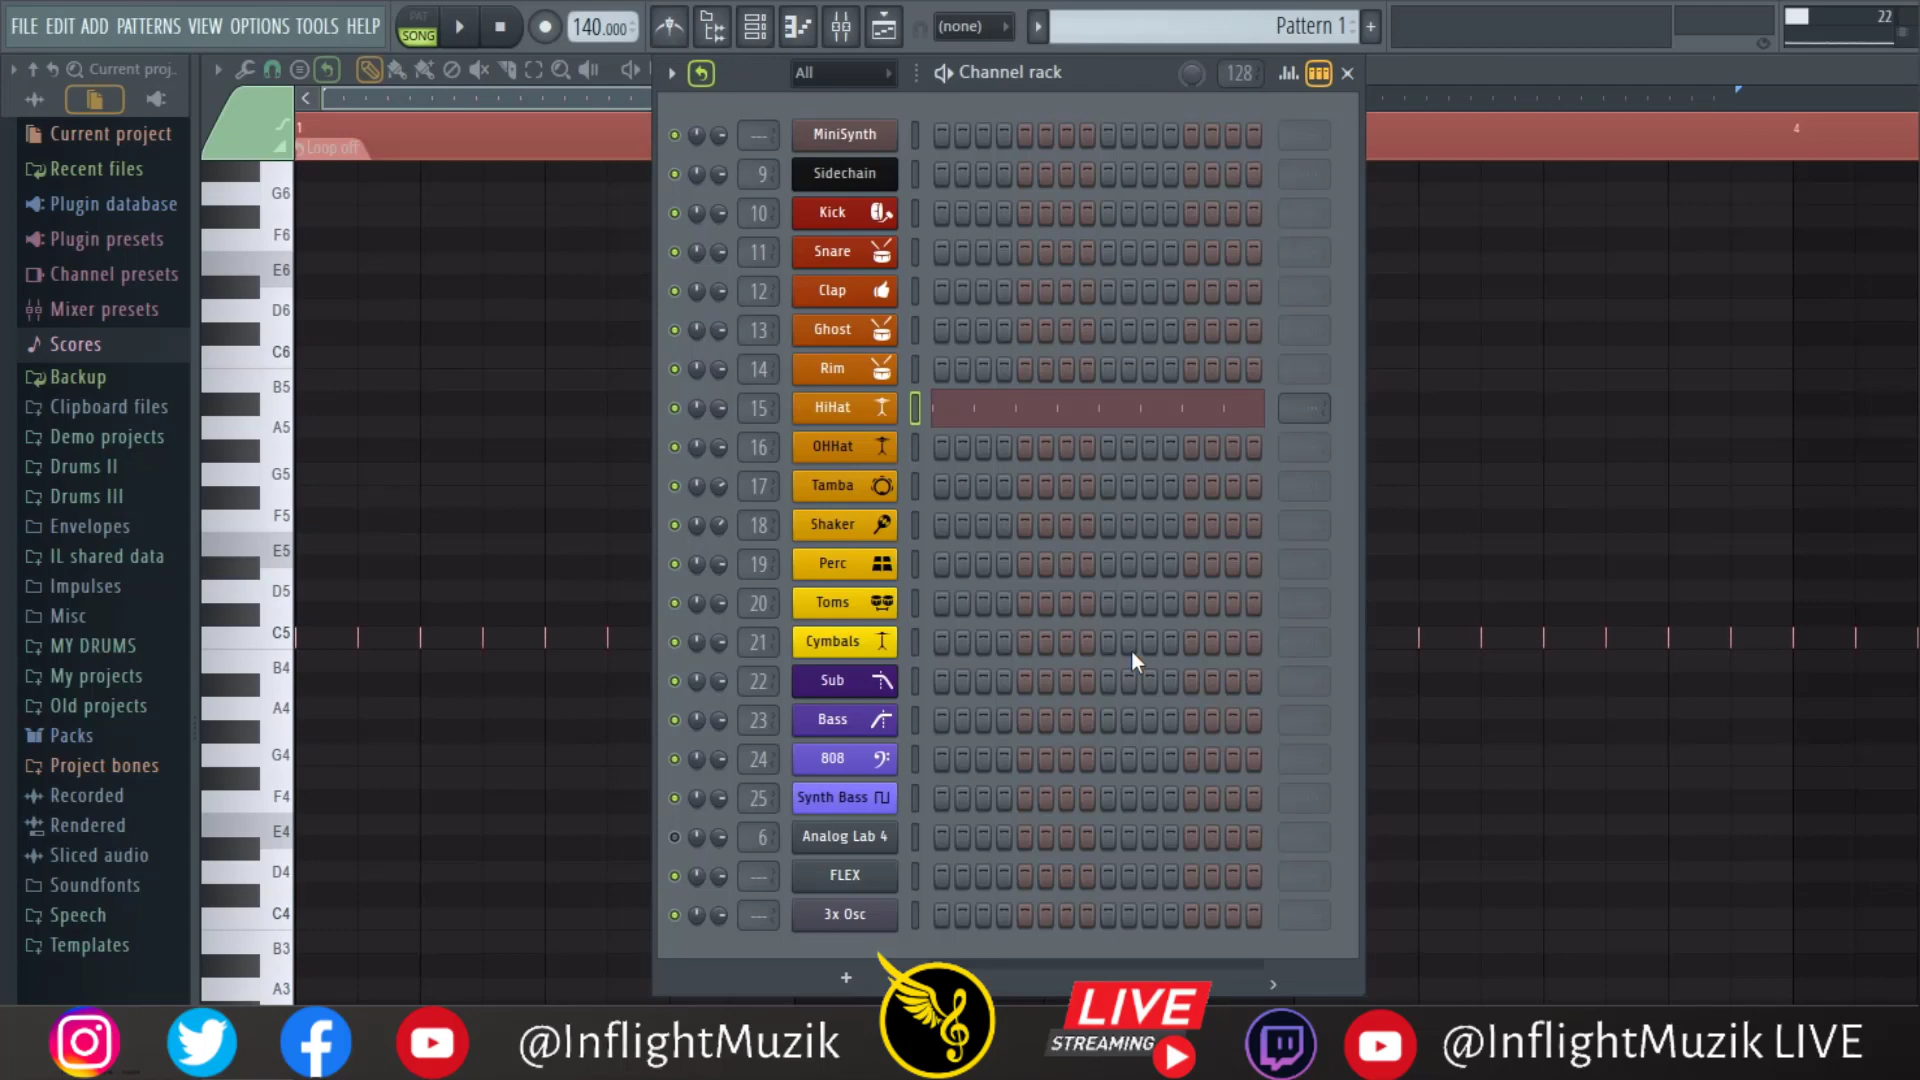 FILE EDIT ADD PATTERNS VIEW OPTIONS TOOLS HELP
PAT
SONG
140.000
(none)
Pattern 1
22
Current proj.
All
Channel rack
128
Current project
Recent files
Plugin database
Plugin presets
Channel presets
Mixer presets
Scores
Backup
Clipboard files
Demo projects
Drums II
Drums III
Envelopes
IL shared data
Impulses
Misc
MY DRUMS
My projects
Old projects
Packs
Project bones
Recorded
Rendered
Sliced audio
Soundfonts
Speech
Templates
1
Loop off
4
G6
F6
E6
D6
C6
B5
A5
G5
F5
E5
D5
C5
B4
A4
G4
F4
E4
D4
C4
B3
A3
--- MiniSynth
9 Sidechain
10 Kick
11 Snare
12 Clap
13 Ghost
14 Rim
15 HiHat
16 OHHat
17 Tamba
18 Shaker
19 Perc
20 Toms
21 Cymbals
22 Sub
23 Bass
24 808
25 Synth Bass
6 Analog Lab 4
--- FLEX
--- 3x Osc
+
@InflightMuzik
LIVE
STREAMING
@InflightMuzik LIVE